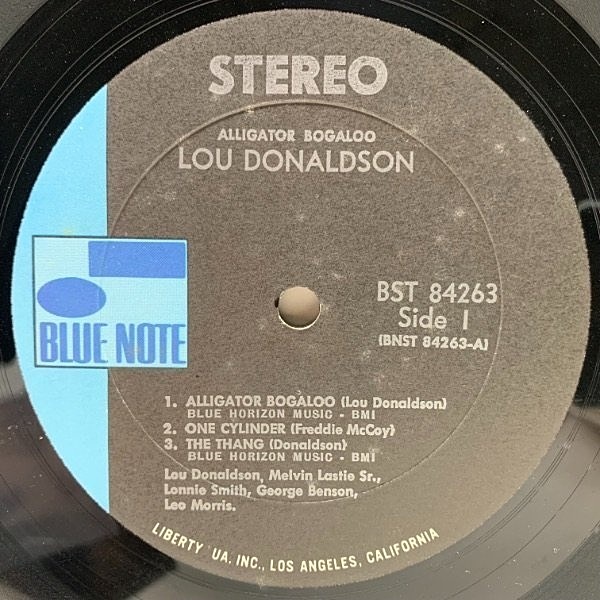 STEREO
ALLIGATOR BOGALOO
LOU DONALDSON
BST 84263
Side 1
(BNST 84263-A)
BLUE NOTE
1. ALLIGATOR BOGALOO (Lou Donaldson)
BLUE HORIZON MUSIC - BMI
2. ONE CYLINDER (Freddie McCoy)
3. THE THANG (Donaldson)
BLUE HORIZON MUSIC - BMI
Lou Donaldson, Melvin Lastie Sr.,
Lonnie Smith, George Benson,
Leo Morris.
LIBERTY UA, INC., LOS ANGELES, CALIFORNIA